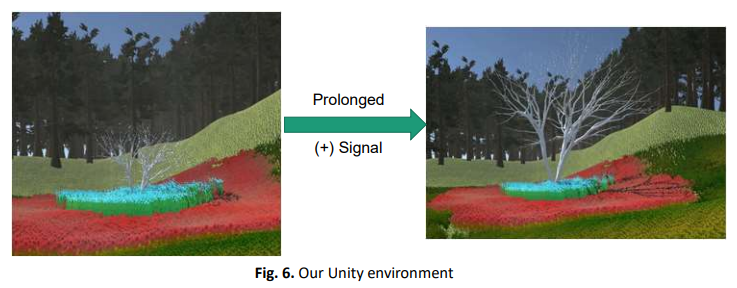 Prolonged
(+) Signal
Fig. 6. Our Unity environment